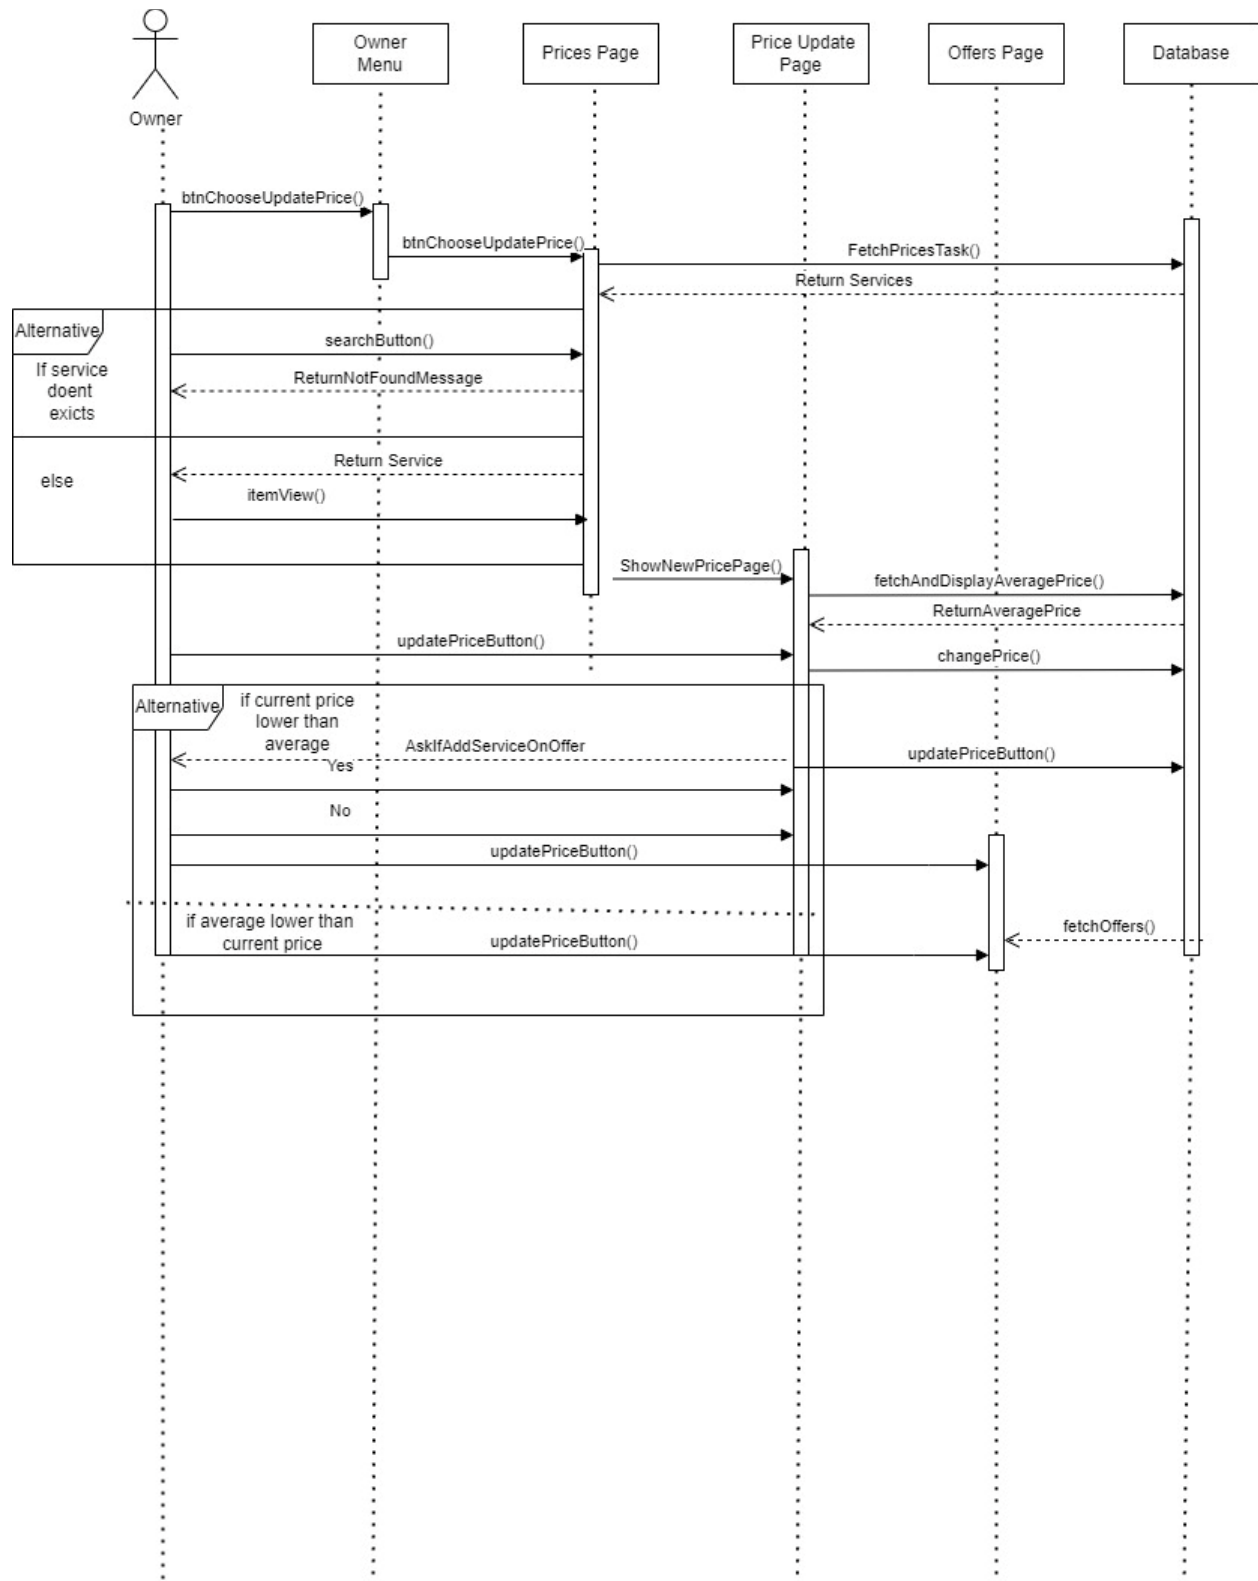 Owner
Owner
Menu
Prices Page
Price Update
Page
Offers Page
Database
btnChooseUpdatePrice()
btnChooseUpdatePrice()
FetchPricesTask()
Return Services
Alternative
searchButton()
If service
doent
exicts
ReturnNotFoundMessage
Return Service
else
itemView()
ShowNewPricePage()
fetchAndDisplayAveragePrice()
ReturnAveragePrice
updatePriceButton()
changePrice()
Alternative
if current price
lower than
average
AskIfAddServiceOnOffer
updatePriceButton()
Yes
No
updatePriceButton()
if average lower than
current price
updatePriceButton()
fetchOffers()